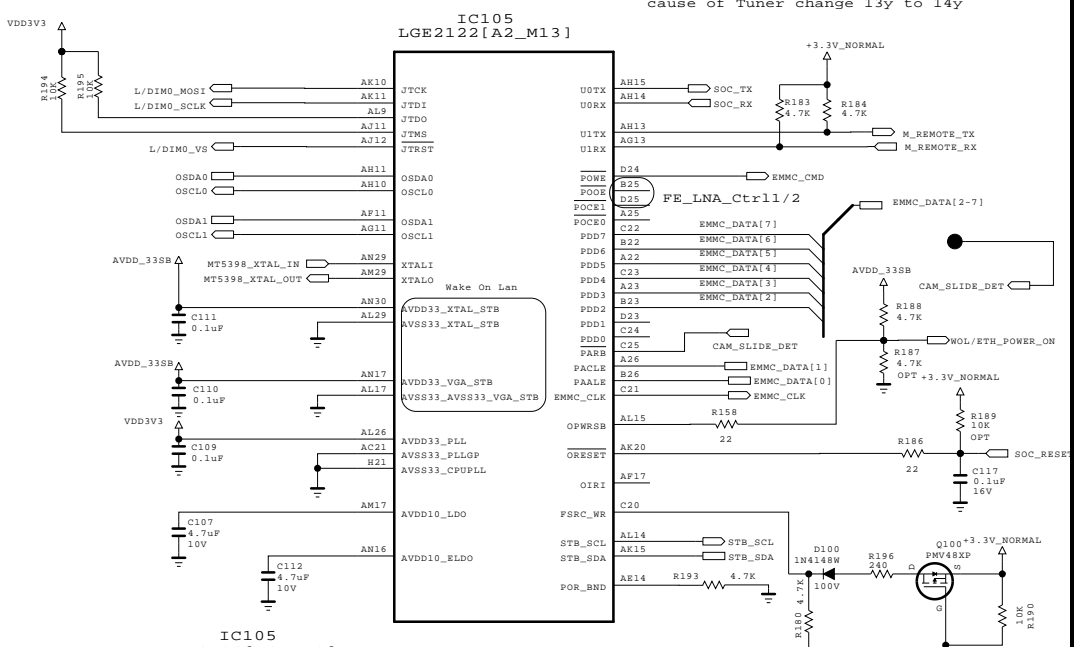 cause of Tuner change 13y to 14y
IC105
LGE2122[A2_M13]
VDD3V3
R194
10K
R195
10K
L/DIM0_MOSI
L/DIM0_SCLK
L/DIM0_VS
AK10
AK11
AL9
AJ11
AJ12
JTCK
JTDI
JTDO
JTMS
JTRST
OSDA0
OSCL0
AH11
AH10
OSDA0
OSCL0
OSDA1
OSCL1
AF11
AG11
OSDA1
OSCL1
AVDD_33SB
MT5398_XTAL_IN
MT5398_XTAL_OUT
AN29
AM29
XTALI
XTALO
Wake On Lan
AN30
AL29
AVDD33_XTAL_STB
AVSS33_XTAL_STB
C111
0.1uF
AVDD_33SB
AN17
AL17
AVDD33_VGA_STB
AVSS33_AVSS33_VGA_STB
C110
0.1uF
VDD3V3
AL26
AC21
H21
AVDD33_PLL
AVSS33_PLLGP
AVSS33_CPUPLL
C109
0.1uF
AM17
AVDD10_LDO
C107
4.7uF
10V
AN16
AVDD10_ELDO
C112
4.7uF
10V
U0TX
U0RX
AH15
AH14
SOC_TX
SOC_RX
+3.3V_NORMAL
R183
4.7K
R184
4.7K
U1TX
U1RX
AH13
AG13
M_REMOTE_TX
M_REMOTE_RX
POWE
POOE
POCE1
POCE0
D24
B25
D25
A25
EMMC_CMD
FE_LNA_Ctrl1/2
EMMC_DATA[2-7]
PDD7
PDD6
PDD5
PDD4
PDD3
PDD2
PDD1
PDD0
C22
B22
A22
C23
A23
B23
D23
C24
EMMC_DATA[7]
EMMC_DATA[6]
EMMC_DATA[5]
EMMC_DATA[4]
EMMC_DATA[3]
EMMC_DATA[2]
CAM_SLIDE_DET
PARB
PACLE
PAALE
EMMC_CLK
C25
A26
B26
C21
CAM_SLIDE_DET
EMMC_DATA[1]
EMMC_DATA[0]
EMMC_CLK
AVDD_33SB
R188
4.7K
WOL/ETH_POWER_ON
R187
4.7K
OPT
OPWRSB
AL15
R158
22
+3.3V_NORMAL
R189
10K
OPT
ORESET
AK20
R186
22
SOC_RESET
C117
0.1uF
16V
OIRI
AF17
FSRC_WR
C20
STB_SCL
STB_SDA
AL14
AK15
STB_SCL
STB_SDA
POR_BND
AE14
R193
4.7K
D100
1N4148W
100V
R196
240
Q100
PMV48XP
+3.3V_NORMAL
D
S
G
R180
4.7K
10K
R190
IC105